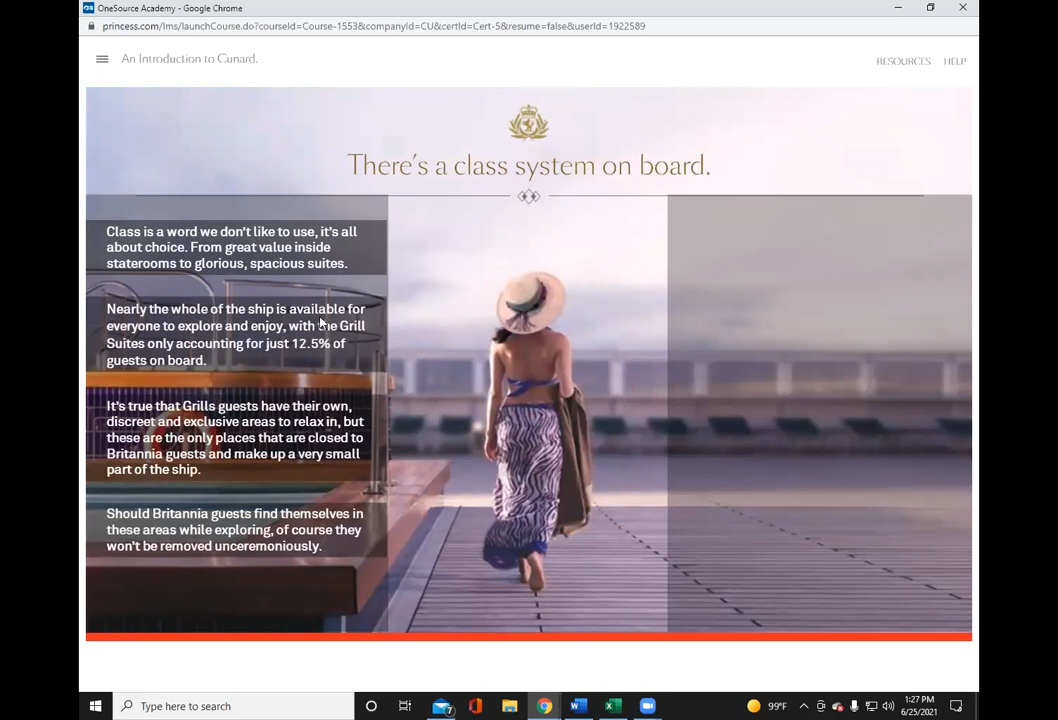 OneSource Academy - Google Chrome
princess.com/lms/launchCourse.do?courseId=Course-1553&companyId=CU&certId=Cert-5&resume=false&userId=1922589
An Introduction to Cunard.
RESOURCES HELP
There's a class system on board.
Class is a word we don't like to use, it's all
about choice. From great value inside
staterooms to glorious, spacious suites.
Nearly the whole of the ship is available for
everyone to explore and enjoy, with the Grill
Suites only accounting for just 12.5% of
guests on board.
It's true that Grills guests have their own,
discreet and exclusive areas to relax in, but
these are the only places that are closed to
Britannia guests and make up a very small
part of the ship.
Should Britannia guests find themselves in
these areas while exploring, of course they
won't be removed unceremoniously.
Type here to search
7
99°F
1:27 PM
6/25/2021